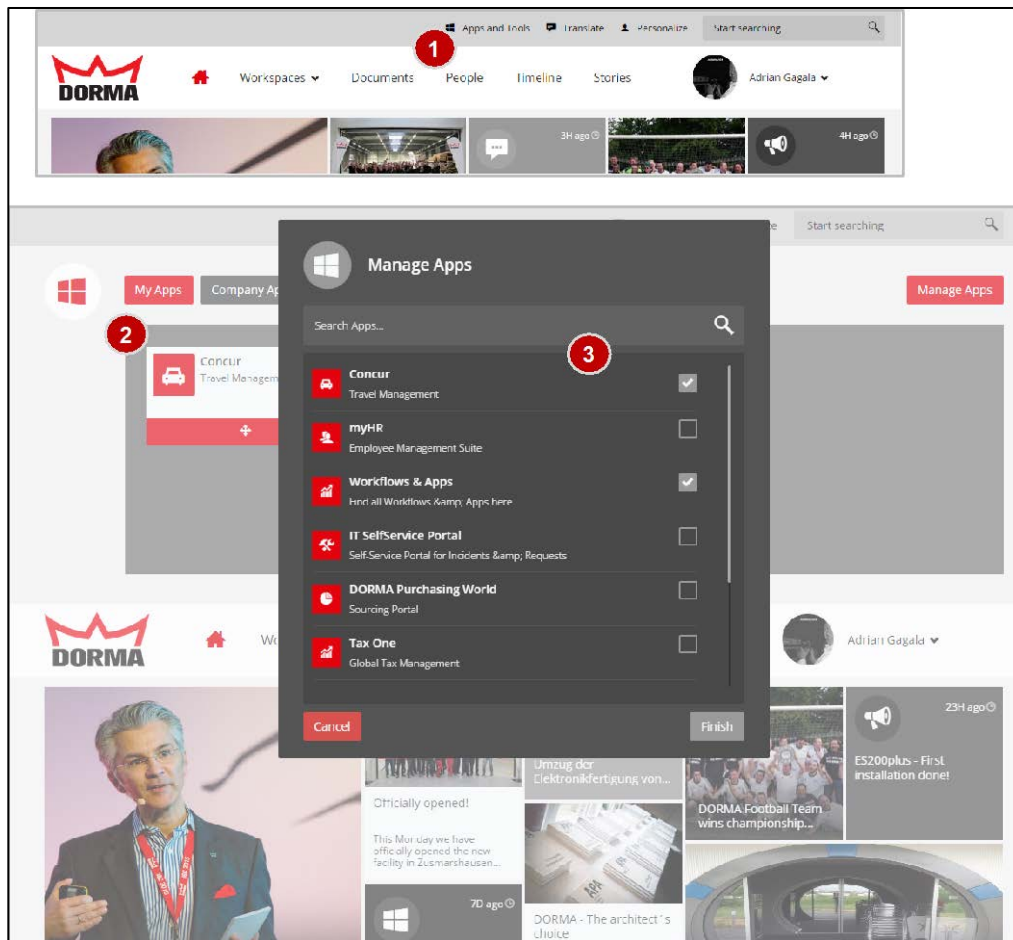 Apps and Tools Translate Personalize Start searching
1
DORMA
Workspaces Documents People Timeline Stories Adrian Gagala
3H ago
4H ago
Start searching
Manage Apps
My Apps
Manage Apps
2
Search Apps...
3
Concur
Travel Managem
Concur
Travel Management
myHR
Employee Management Suite
Workflows & Apps
Find all Workflows &amp; Apps here
IT SelfService Portal
Self-Service Portal for Incidents &amp; Requests
DORMA Purchasing World
Sourcing Portal
Tax One
Global Tax Management
DORMA
Adrian Gagala
Cancel
Finish
23H ago
ES200plus - First
installation done!
Umzug der
Elektronikfertigung von...
DORMA Football Team
wins championship...
Officially opened!
This Monday we have
officially opened the new
facility in Zusmarshausen...
7D ago
DORMA - The architect´s
choice